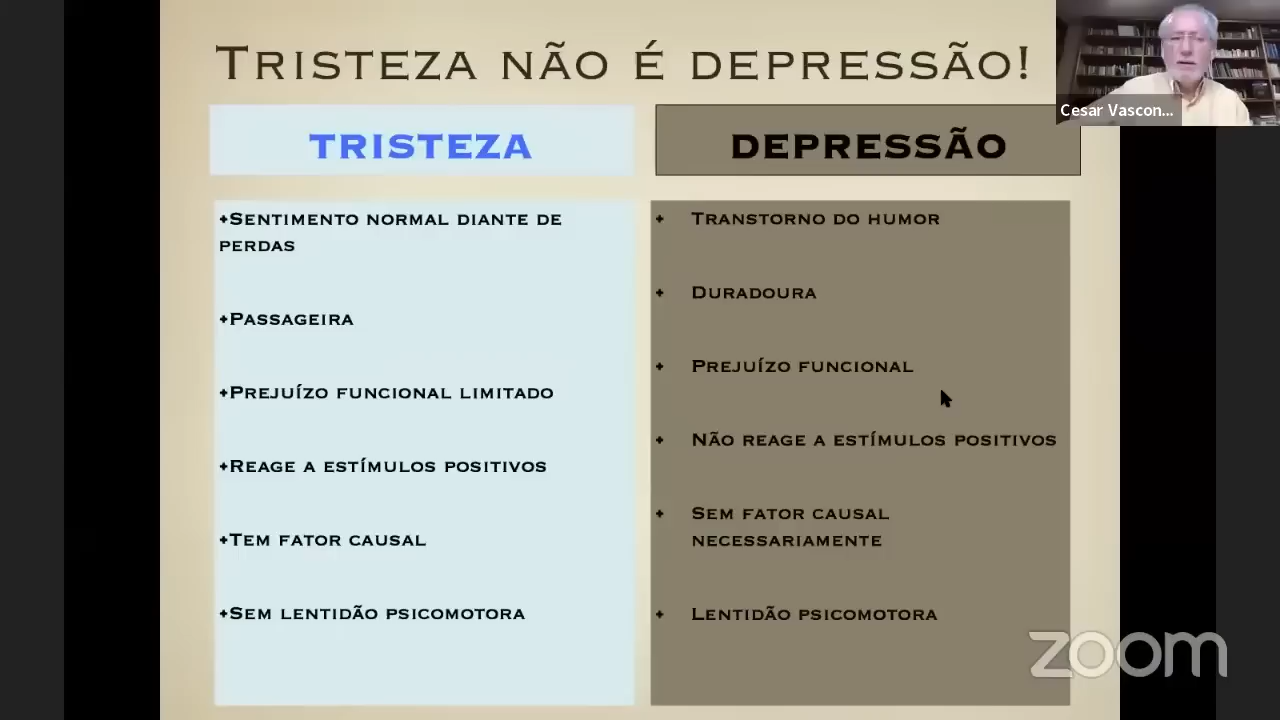 TRISTEZA NÃO É DEPRESSÃO!
Cesar Vascon...
TRISTEZA
DEPRESSÃO
+SENTIMENTO NORMAL DIANTE DE
PERDAS
+PASSAGEIRA
+PREJUÍZO FUNCIONAL LIMITADO
+REAGE A ESTÍMULOS POSITIVOS
+TEM FATOR CAUSAL
+SEM LENTIDÃO PSICOMOTORA
+ TRANSTORNO DO HUMOR
+ DURADOURA
+ PREJUÍZO FUNCIONAL
+ NÃO REAGE A ESTÍMULOS POSITIVOS
+ SEM FATOR CAUSAL
NECESSARIAMENTE
+ LENTIDÃO PSICOMOTORA
zoom